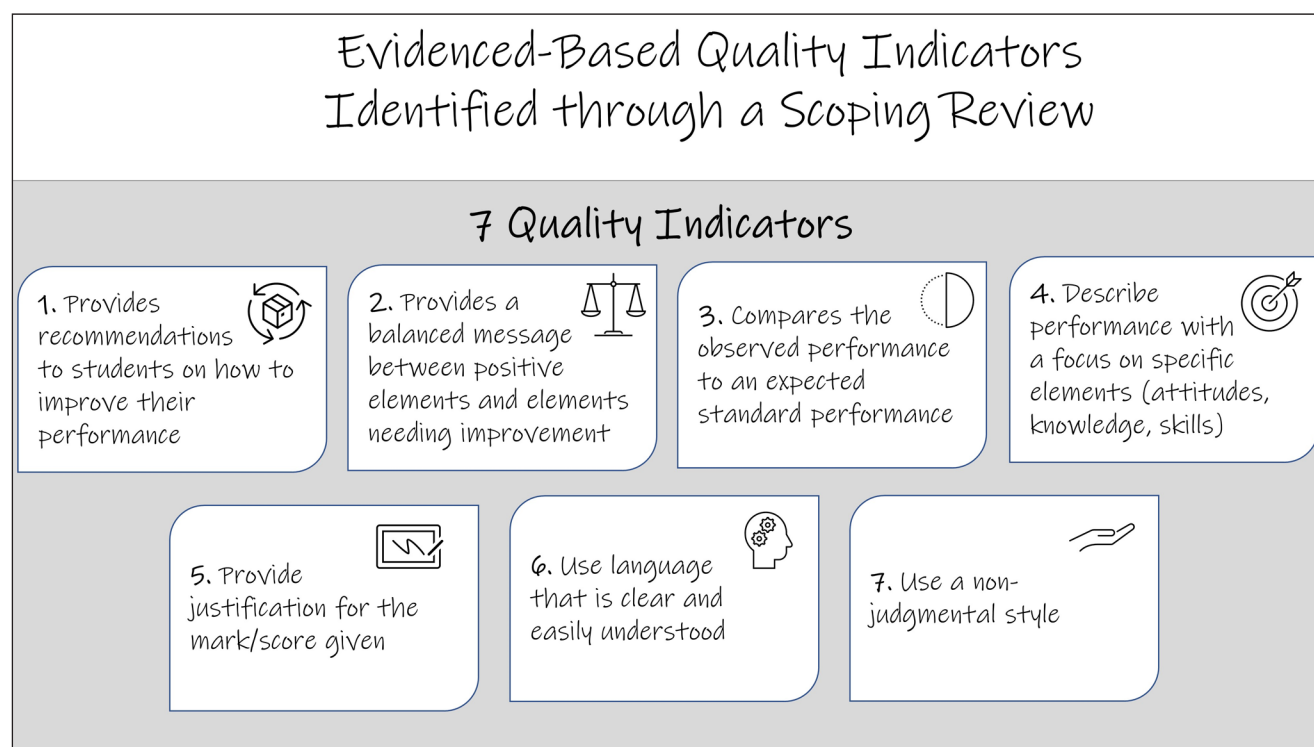 Evidenced-Based Quality Indicators
Identified through a Scoping Review
7 Quality Indicators
1. Provides
recommendations
to students on how to
improve their
performance
2. Provides a
balanced message
between positive
elements and elements
needing improvement
3. Compares the
observed performance
to an expected
standard performance
4. Describe
performance with
a focus on specific
elements (attitudes,
knowledge, skills)
5. Provide
justification for the
mark/score given
6. Use language
that is clear and
easily understood
7. Use a non-
judgmental style